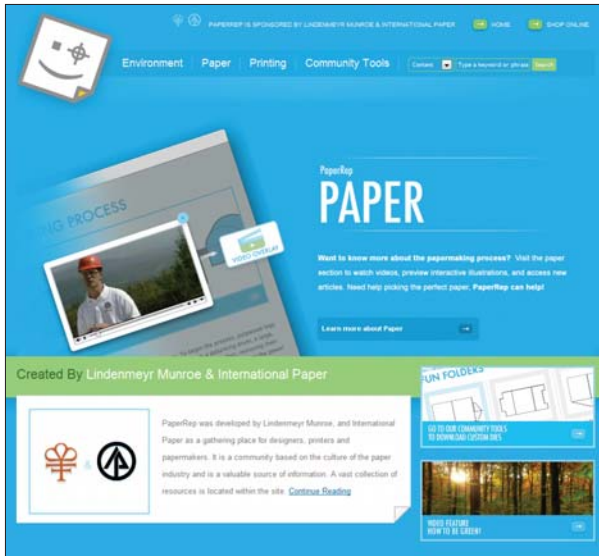 PAPERREP IS SPONSORED BY LINDENMEYR MUNROE & INTERNATIONAL PAPER
HOME
SHOP ONLINE
Environment
Paper
Printing
Community Tools
Content
Type a keyword or phrase
Search
ING PROCESS
VIDEO OVERLAY
PaperRep
PAPER
Want to know more about the papermaking process? Visit the paper
section to watch videos, preview interactive illustrations, and access new
articles. Need help picking the perfect paper, PaperRep can help!
Learn more about Paper
Created By Lindenmeyr Munroe & International Paper
&
PaperRep was developed by Lindenmeyr Munroe, and International
Paper as a gathering place for designers, printers and
papermakers. It is a community based on the culture of the paper
industry and is a valuable source of information. A vast collection of
resources is located within the site. Continue Reading
FUN FOLDERS
GO TO OUR COMMUNITY TOOLS
TO DOWNLOAD CUSTOM DIES
VIDEO FEATURE
HOW TO BE GREEN!